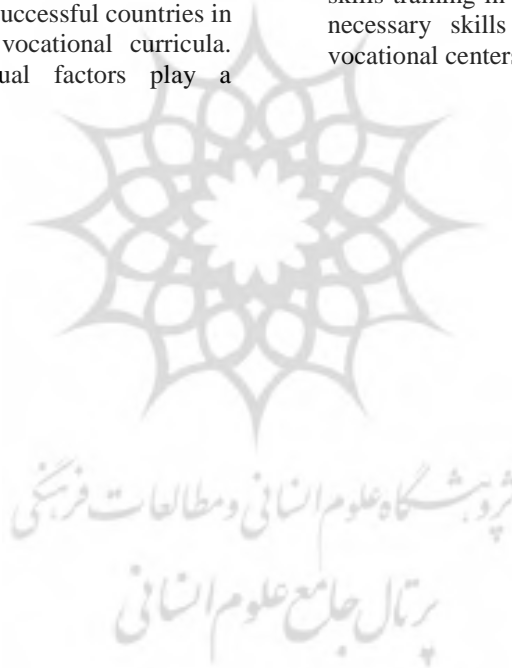 successful countries in
vocational curricula.
ual factors play a
skills training in
necessary skills
vocational centers
پژوهشگاه علوم انسانی و مطالعات فرهنگی
پرتال جامع علوم انسانی